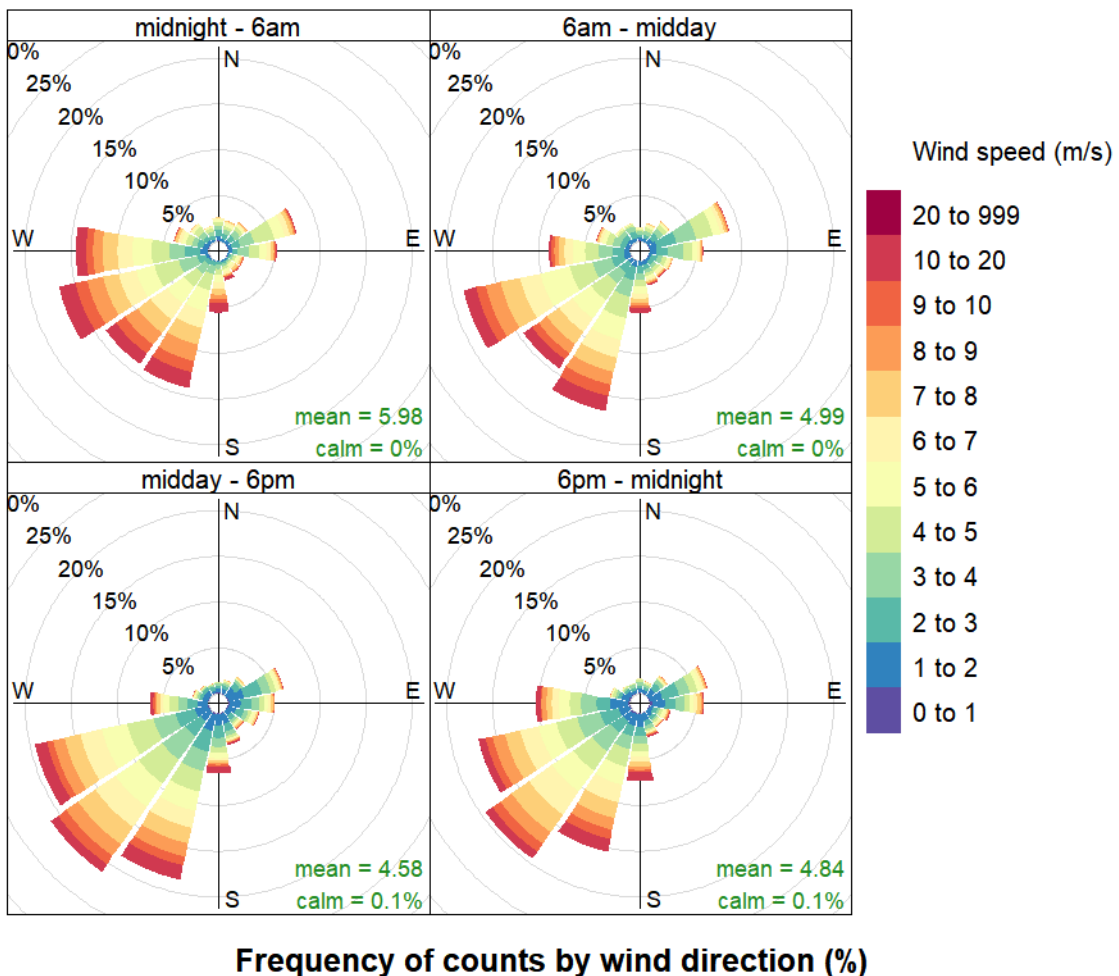 midnight - 6am
0%
25%
20%
15%
10%
5%
N
W
E
S
mean = 5.98
calm = 0%
6am - midday
0%
25%
20%
15%
10%
5%
N
W
E
S
mean = 4.99
calm = 0%
midday - 6pm
0%
25%
20%
15%
10%
5%
N
W
E
S
mean = 4.58
calm = 0.1%
6pm - midnight
0%
25%
20%
15%
10%
5%
N
W
E
S
mean = 4.84
calm = 0.1%
Wind speed (m/s)
20 to 999
10 to 20
9 to 10
8 to 9
7 to 8
6 to 7
5 to 6
4 to 5
3 to 4
2 to 3
1 to 2
0 to 1
Frequency of counts by wind direction (%)